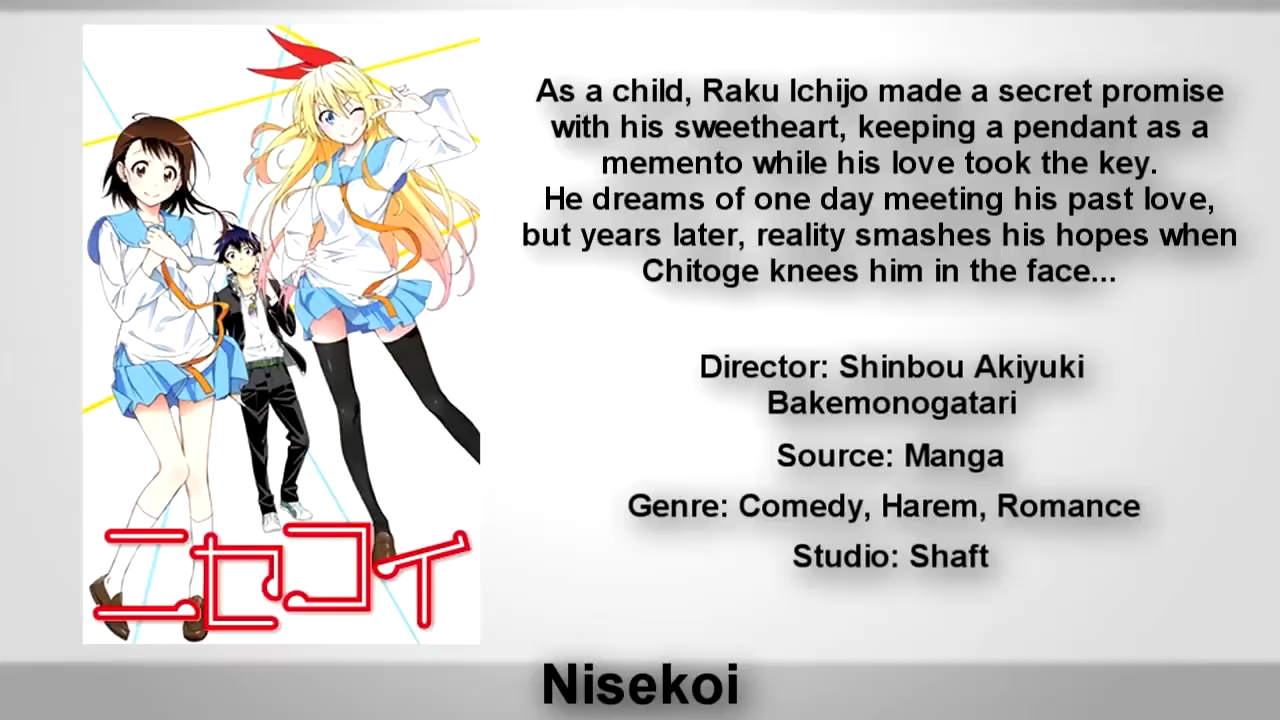 As a child, Raku Ichijo made a secret promise
with his sweetheart, keeping a pendant as a
memento while his love took the key.
He dreams of one day meeting his past love,
but years later, reality smashes his hopes when
Chitoge knees him in the face...
Director: Shinbou Akiyuki
Bakemonogatari
Source: Manga
Genre: Comedy, Harem, Romance
Studio: Shaft
ニセコイ
Nisekoi